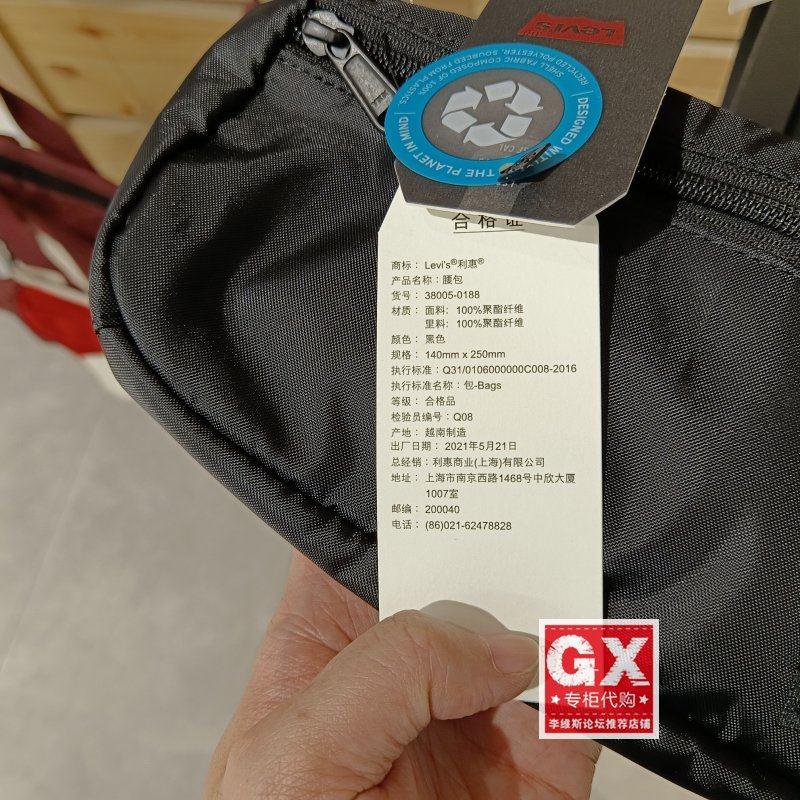 LEVI'S
SHELL FABRIC COMPOSED OF 100%
RECYCLED POLYESTER, SOURCED FROM PLASTICS
DESIGNED WITH
THE PLANET IN MIND
YKK
合格证
商标： Levi's®利惠®
产品名称：腰包
货号： 38005-0188
材质： 面料: 100%聚酯纤维
里料: 100%聚酯纤维
颜色： 黑色
规格： 140mm x 250mm
执行标准：Q31/0106000000C008-2016
执行标准名称：包-Bags
等级： 合格品
检验员编号：Q08
产地： 越南制造
出厂日期： 2021年5月21日
总经销：利惠商业(上海)有限公司
地址： 上海市南京西路1468号中欣大厦
1007室
邮编： 200040
电话： (86)021-62478828
GX
★专柜代购★
李维斯论坛推荐店铺